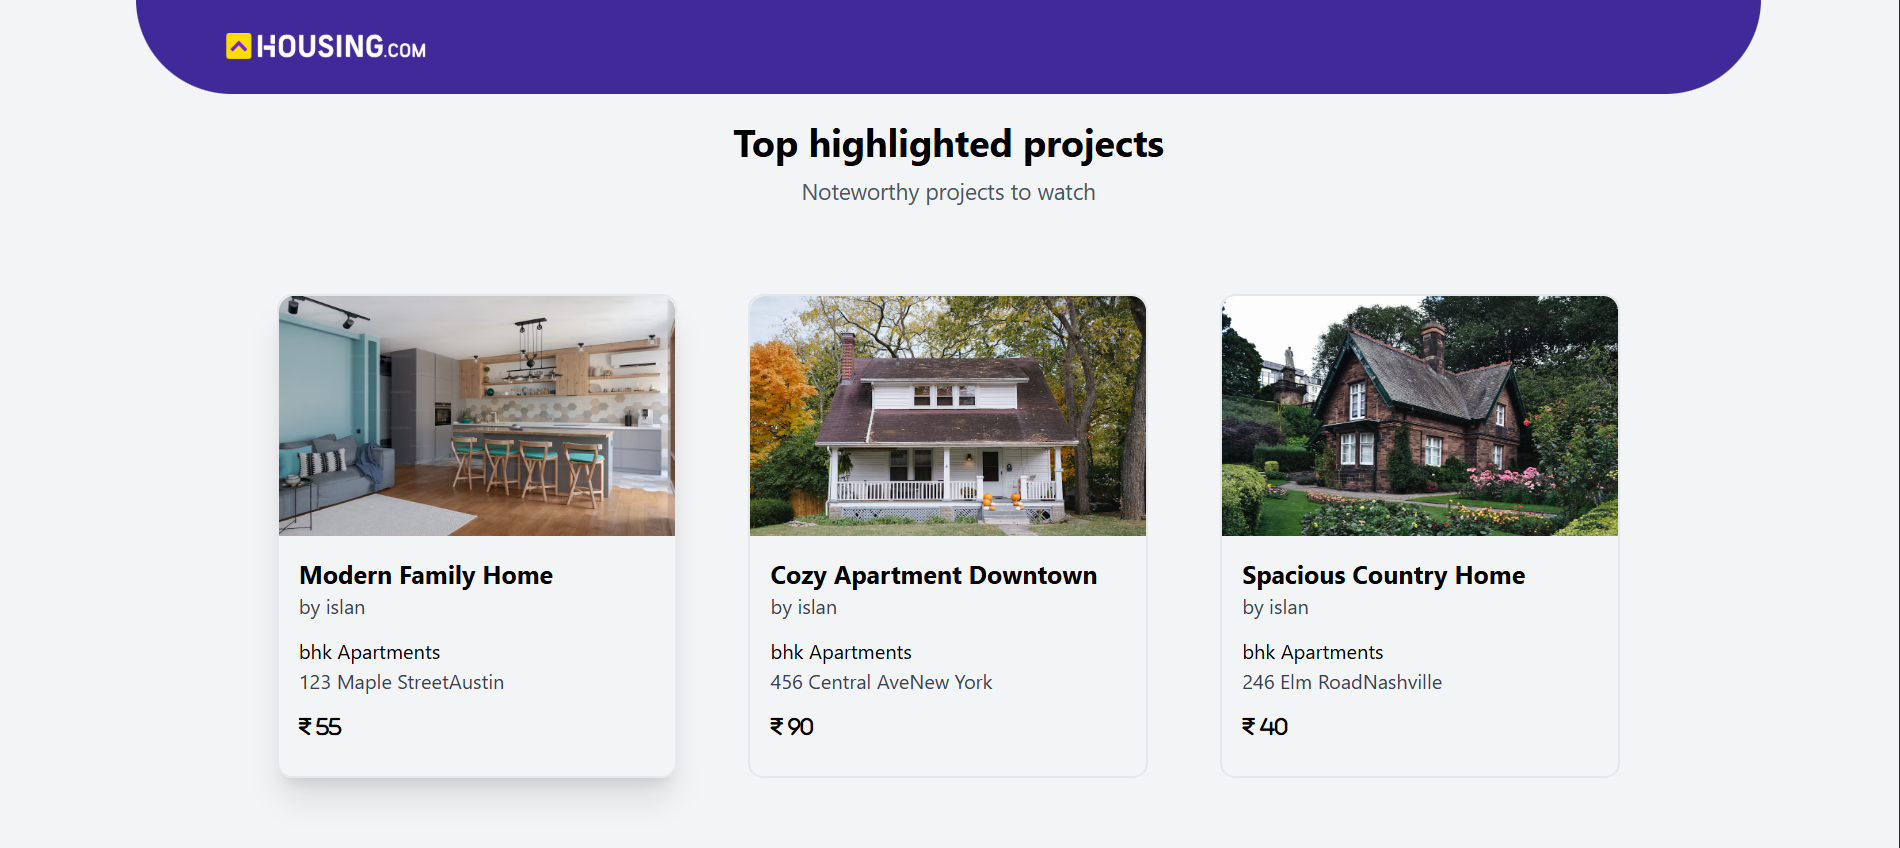 HOUSING.COM
Top highlighted projects
Noteworthy projects to watch
Modern Family Home
by islan
bhk Apartments
123 Maple StreetAustin
₹ 55
Cozy Apartment Downtown
by islan
bhk Apartments
456 Central AveNew York
₹ 90
Spacious Country Home
by islan
bhk Apartments
246 Elm RoadNashville
₹ 40